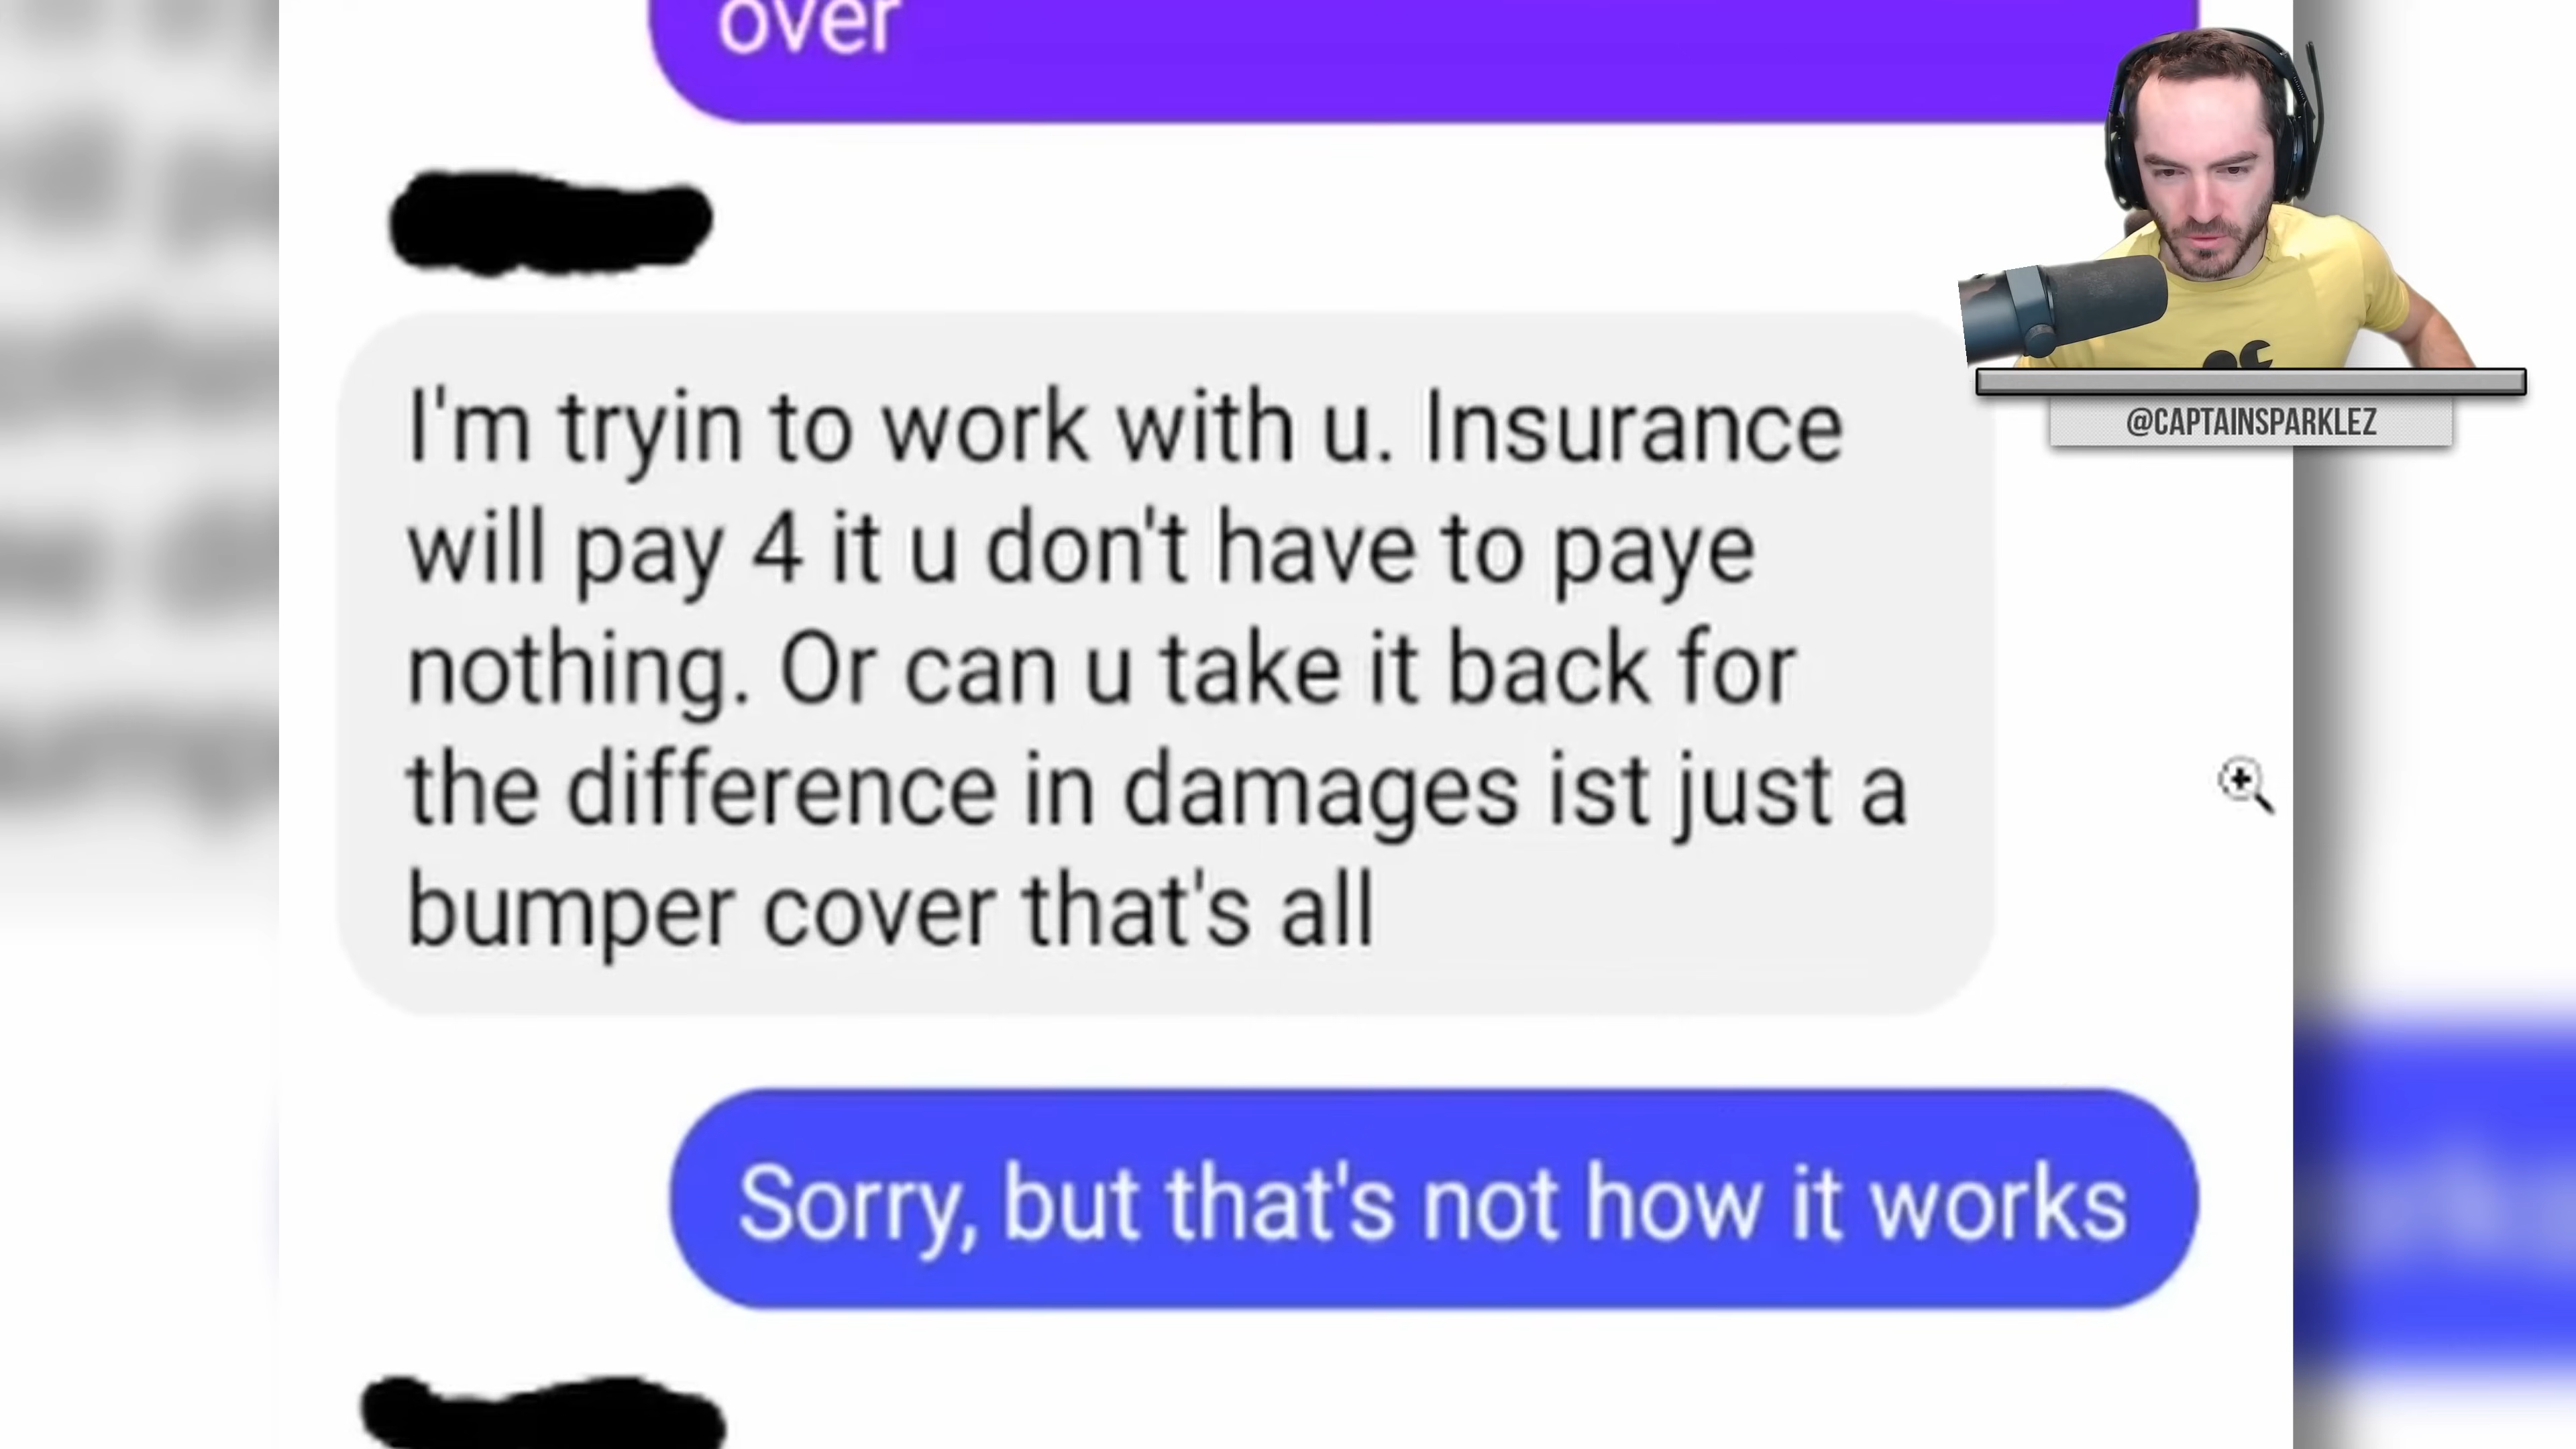 over
I'm tryin to work with u. Insurance
will pay 4 it u don't have to paye
nothing. Or can u take it back for
the difference in damages ist just a
bumper cover that's all
Sorry, but that's not how it works
@CAPTAINSPARKLEZ